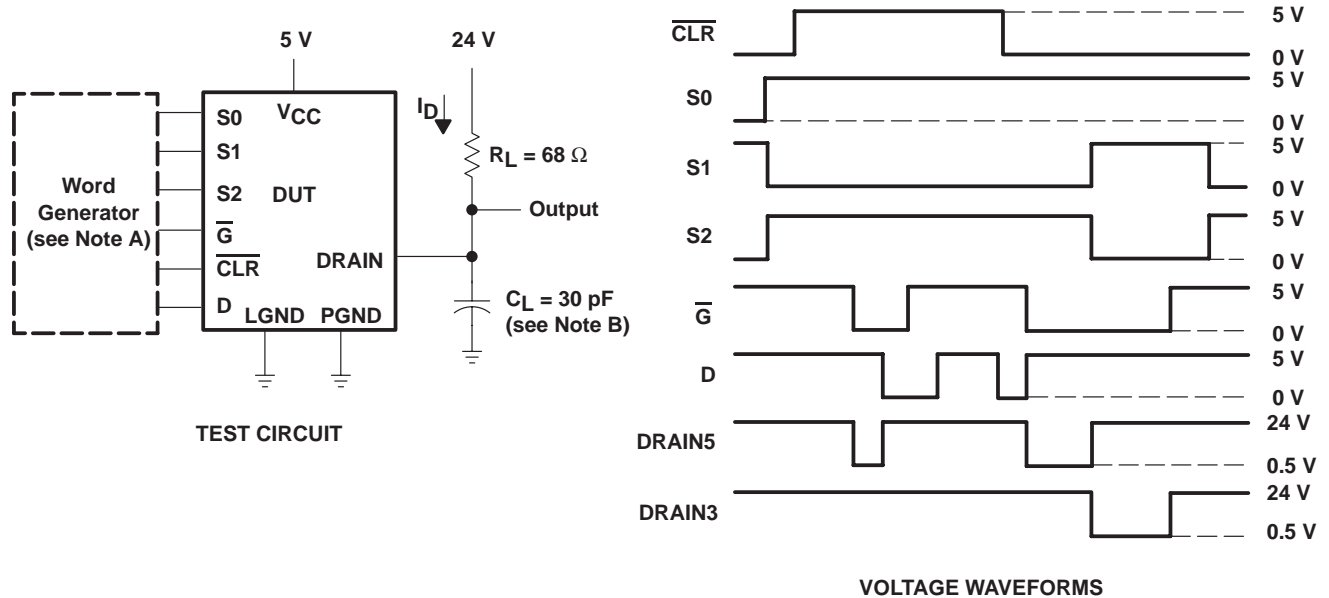 5 V
24 V
Word
Generator
(see Note A)
S0
S1
S2
G
CLR
D
VCC
DUT
DRAIN
LGND
PGND
ID
RL = 68 Ω
Output
CL = 30 pF
(see Note B)
TEST CIRCUIT
CLR
5 V
0 V
S0
5 V
0 V
S1
5 V
0 V
S2
5 V
0 V
G
5 V
0 V
D
5 V
0 V
DRAIN5
24 V
0.5 V
DRAIN3
24 V
0.5 V
VOLTAGE WAVEFORMS